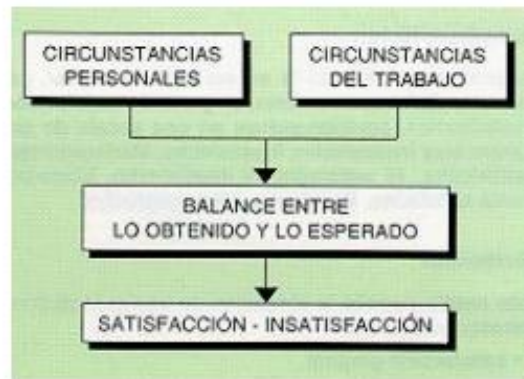 CIRCUNSTANCIAS
PERSONALES
CIRCUNSTANCIAS
DEL TRABAJO
BALANCE ENTRE
LO OBTENIDO Y LO ESPERADO
SATISFACCIÓN - INSATISFACCIÓN